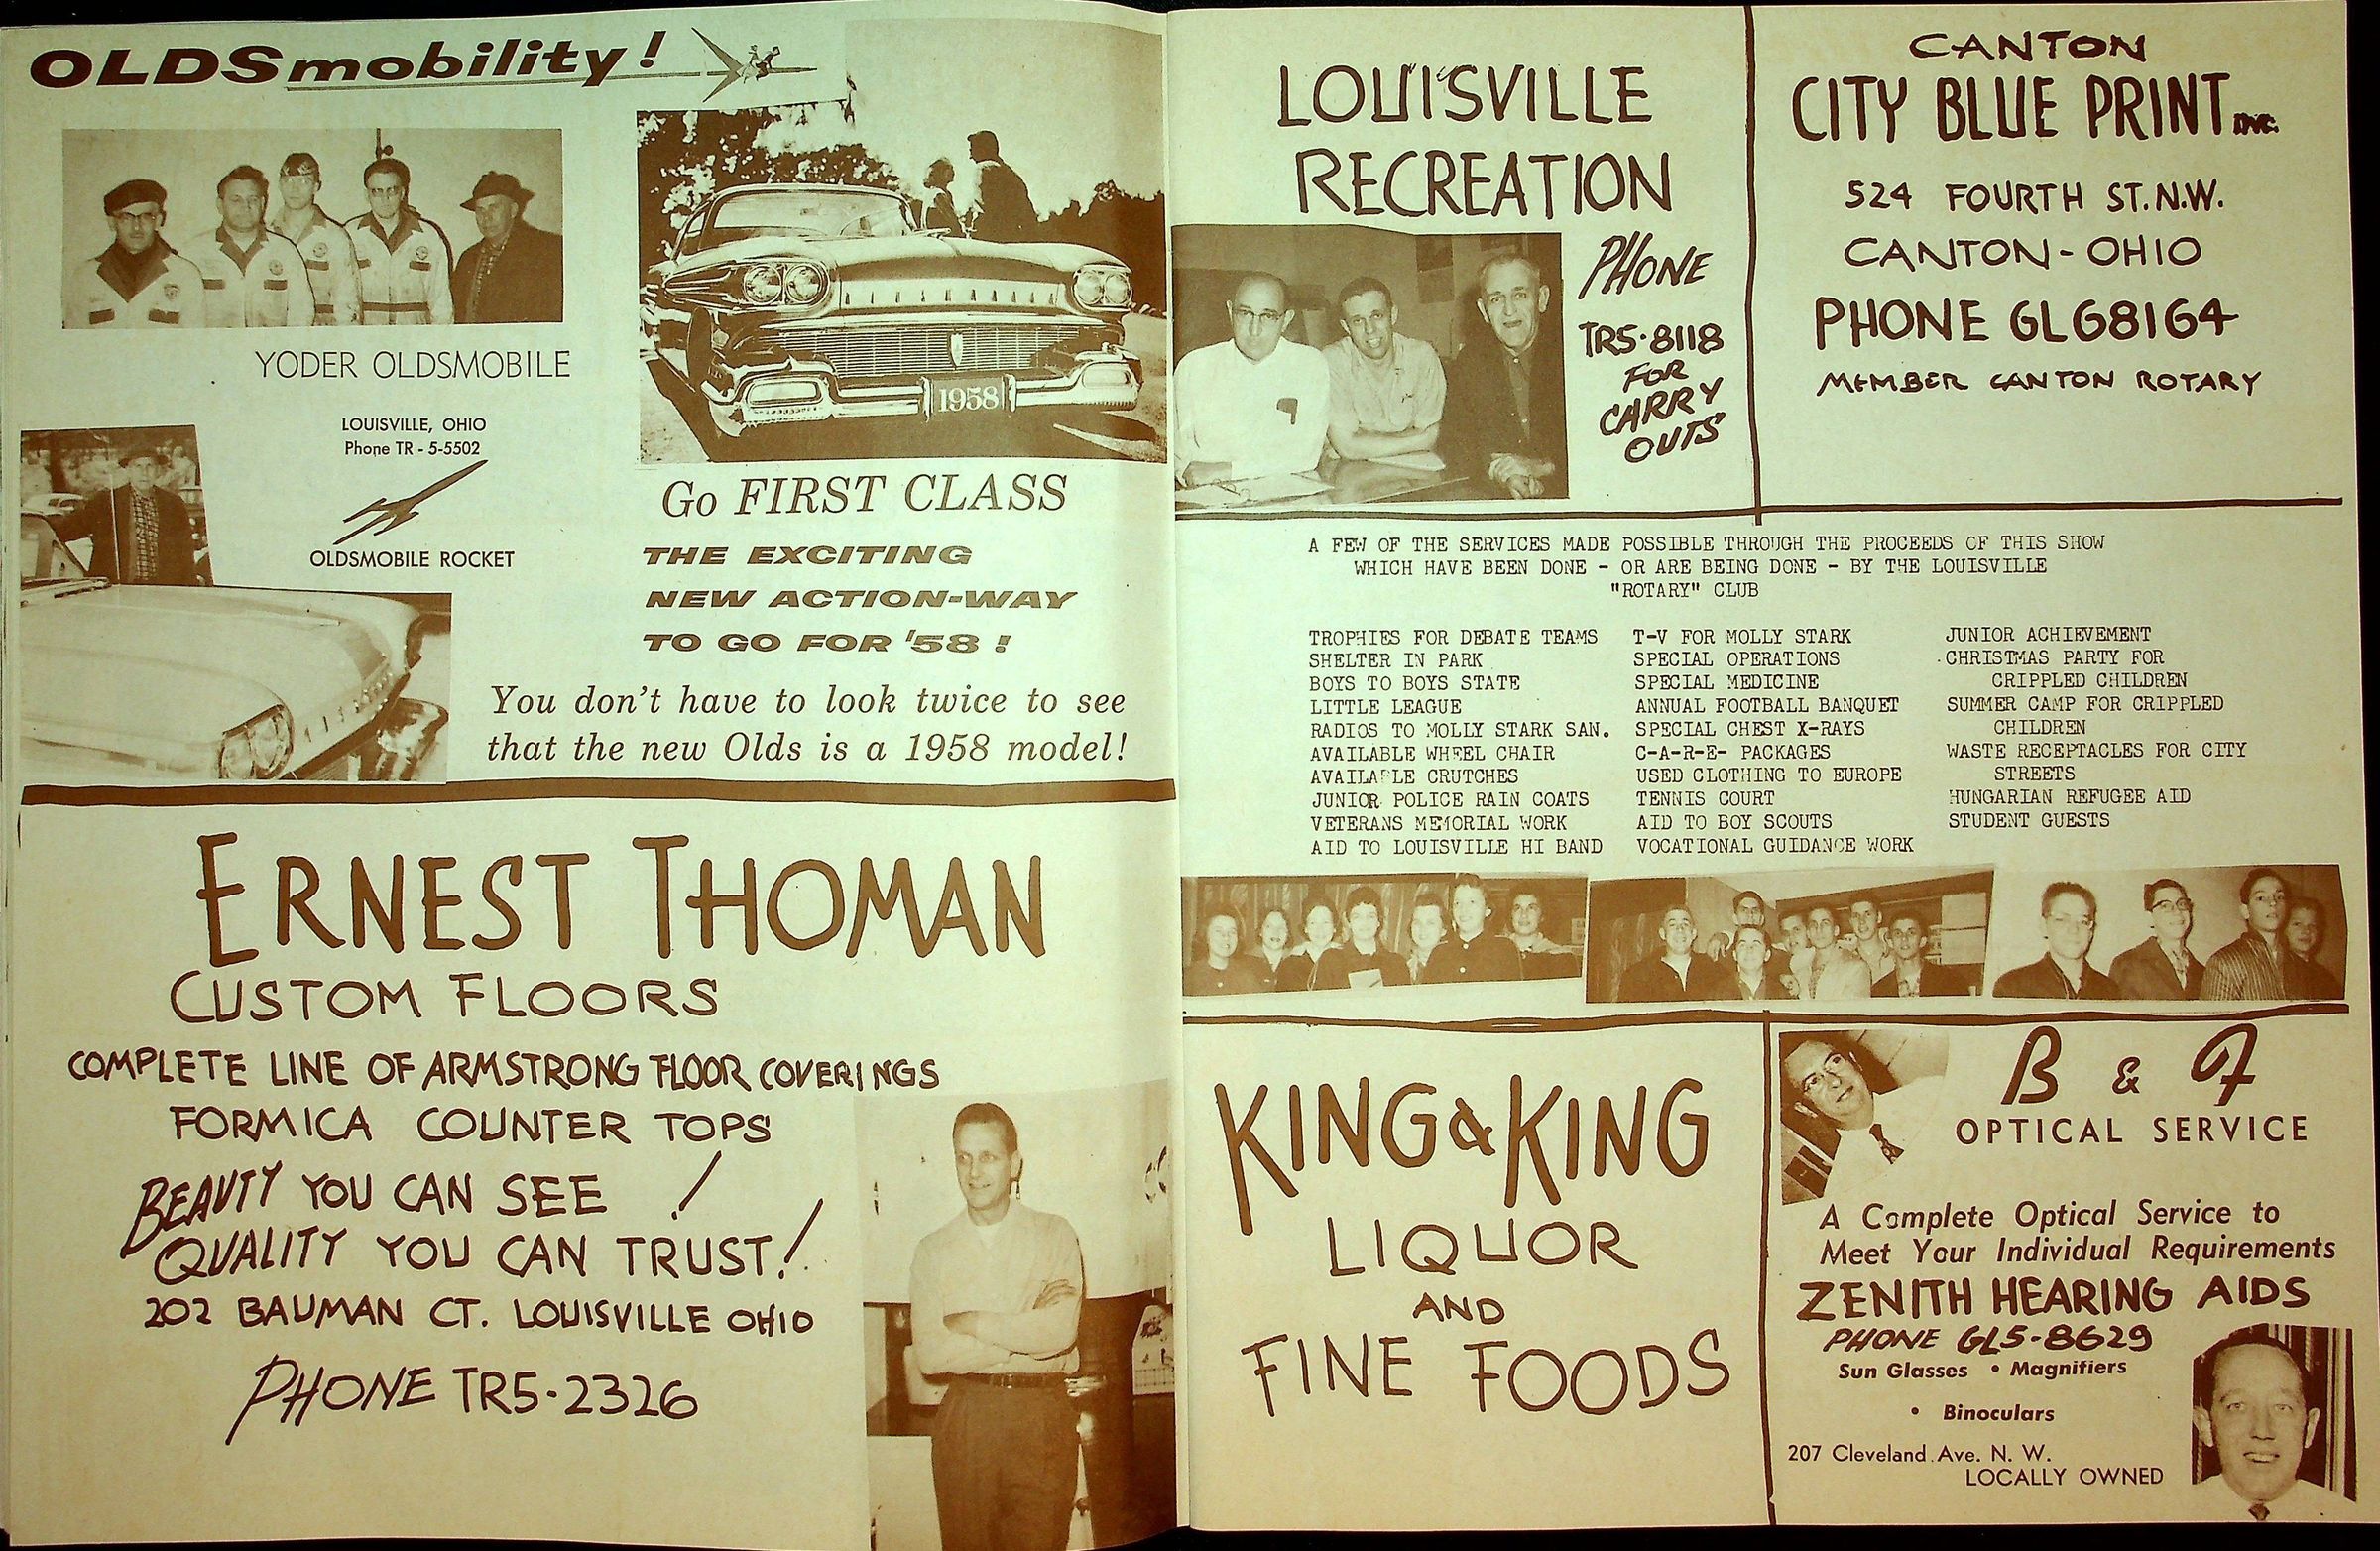 OLDSmobility!
YODER OLDSMOBILE
LOUISVILLE, OHIO
Phone TR - 5-5502
OLDSMOBILE ROCKET
OLDSMOBILE
1958
Go FIRST CLASS
THE EXCITING
NEW ACTION-WAY
TO GO FOR '58 !
You don't have to look twice to see
that the new Olds is a 1958 model!
ERNEST THOMAN
CUSTOM FLOORS
COMPLETE LINE OF ARMSTRONG FLOOR COVERINGS
FORMICA COUNTER TOPS
BEAUTY YOU CAN SEE !
QUALITY YOU CAN TRUST!
202 BAUMAN CT. LOUISVILLE OHIO
PHONE TR5-2326
LOUISVILLE
RECREATION
PHONE
TR5-8118
FOR
CARRY
OUTS
CANTON
CITY BLUE PRINT INC.
524 FOURTH ST. N.W.
CANTON - OHIO
PHONE GL68164
MEMBER CANTON ROTARY
A FEW OF THE SERVICES MADE POSSIBLE THROUGH THE PROCEEDS OF THIS SHOW
WHICH HAVE BEEN DONE - OR ARE BEING DONE - BY THE LOUISVILLE
"ROTARY" CLUB
TROPHIES FOR DEBATE TEAMS
SHELTER IN PARK
BOYS TO BOYS STATE
LITTLE LEAGUE
RADIOS TO MOLLY STARK SAN.
AVAILABLE WHEEL CHAIR
AVAILABLE CRUTCHES
JUNIOR POLICE RAIN COATS
VETERANS MEMORIAL WORK
AID TO LOUISVILLE HI BAND
T-V FOR MOLLY STARK
SPECIAL OPERATIONS
SPECIAL MEDICINE
ANNUAL FOOTBALL BANQUET
SPECIAL CHEST X-RAYS
C-A-R-E- PACKAGES
USED CLOTHING TO EUROPE
TENNIS COURT
AID TO BOY SCOUTS
VOCATIONAL GUIDANCE WORK
JUNIOR ACHIEVEMENT
CHRISTMAS PARTY FOR
CRIPPLED CHILDREN
SUMMER CAMP FOR CRIPPLED
CHILDREN
WASTE RECEPTACLES FOR CITY
STREETS
HUNGARIAN REFUGEE AID
STUDENT GUESTS
KING & KING
LIQUOR
AND
FINE FOODS
B & F
OPTICAL SERVICE
A Complete Optical Service to
Meet Your Individual Requirements
ZENITH HEARING AIDS
PHONE GL5-8629
Sun Glasses • Magnifiers
• Binoculars
207 Cleveland Ave. N. W.
LOCALLY OWNED